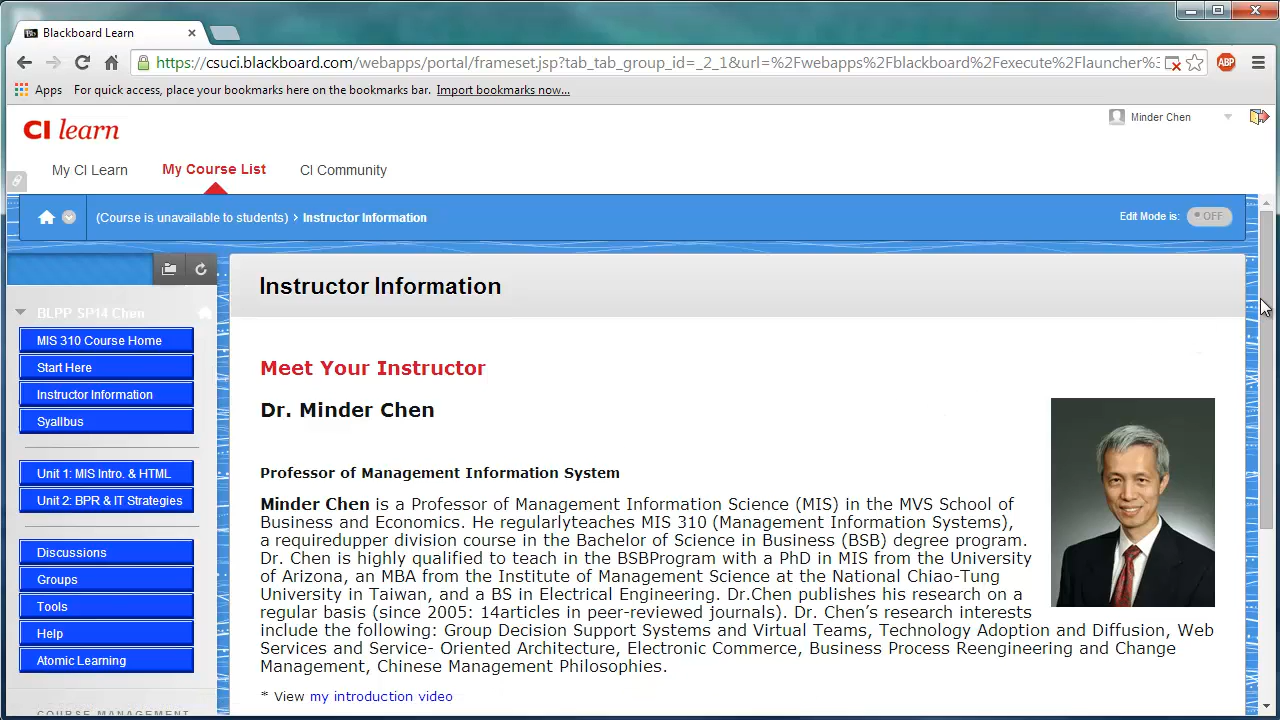 Blackboard Learn
https://csuci.blackboard.com/webapps/portal/frameset.jsp?tab_tab_group_id=_2_1&url=%2Fwebapps%2Fblackboard%2Fexecute%2Flauncher%3
ABP
Apps For quick access, place your bookmarks here on the bookmarks bar. Import bookmarks now...
CI learn
Minder Chen
My CI Learn My Course List CI Community
(Course is unavailable to students) > Instructor Information
Edit Mode is: OFF
Instructor Information
BLPP SP14 Chen
MIS 310 Course Home
Start Here
Instructor Information
Syallbus
Unit 1: MIS Intro. & HTML
Unit 2: BPR & IT Strategies
Discussions
Groups
Tools
Help
Atomic Learning
COURSE MANAGEMENT
Meet Your Instructor
Dr. Minder Chen
Professor of Management Information System
Minder Chen is a Professor of Management Information Science (MIS) in the MVS School of
Business and Economics. He regularlyteaches MIS 310 (Management Information Systems),
a requiredupper division course in the Bachelor of Science in Business (BSB) degree program.
Dr. Chen is highly qualified to teach in the BSBProgram with a PhD in MIS from the University
of Arizona, an MBA from the Institute of Management Science at the National Chiao-Tung
University in Taiwan, and a BS in Electrical Engineering. Dr.Chen publishes his research on a
regular basis (since 2005: 14articles in peer-reviewed journals). Dr. Chen's research interests
include the following: Group Decision Support Systems and Virtual Teams, Technology Adoption and Diffusion, Web
Services and Service- Oriented Architecture, Electronic Commerce, Business Process Reengineering and Change
Management, Chinese Management Philosophies.
* View my introduction video